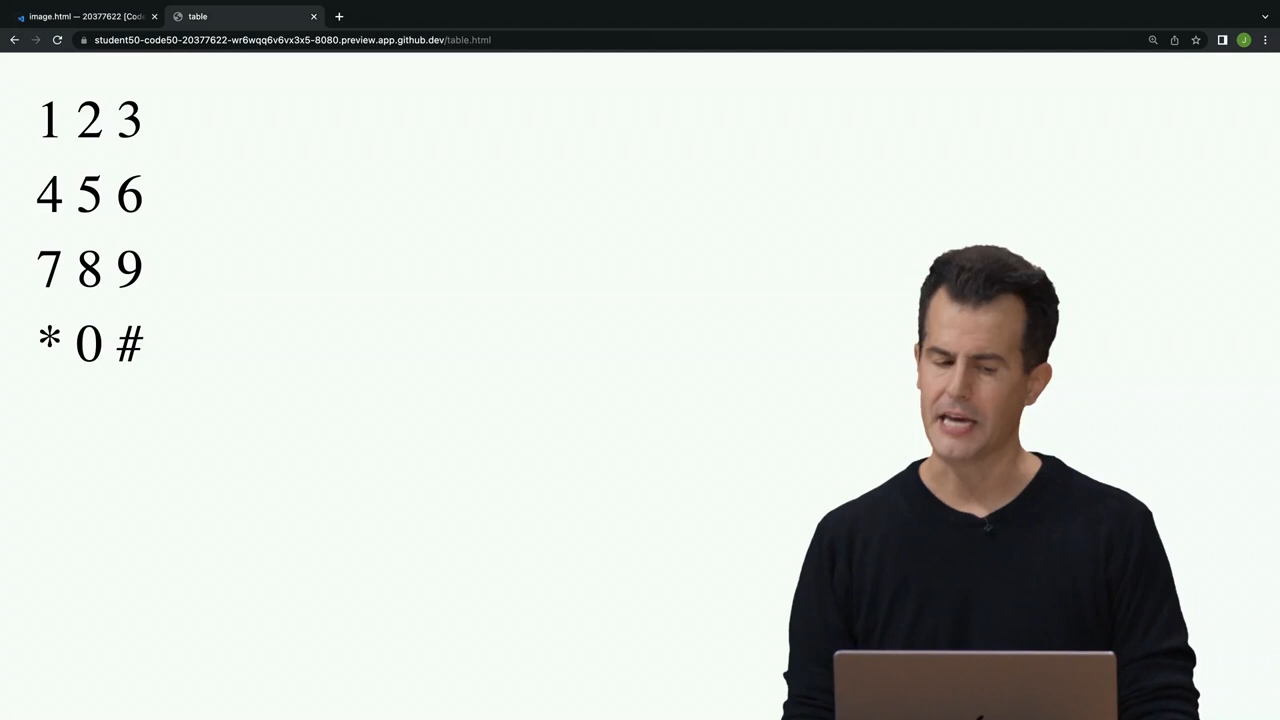 image.html — 20377622 [Code
table
student50-code50-20377622-wr6wqq6v6vx3x5-8080.preview.app.github.dev/table.html
J
1 2 3
4 5 6
7 8 9
* 0 #